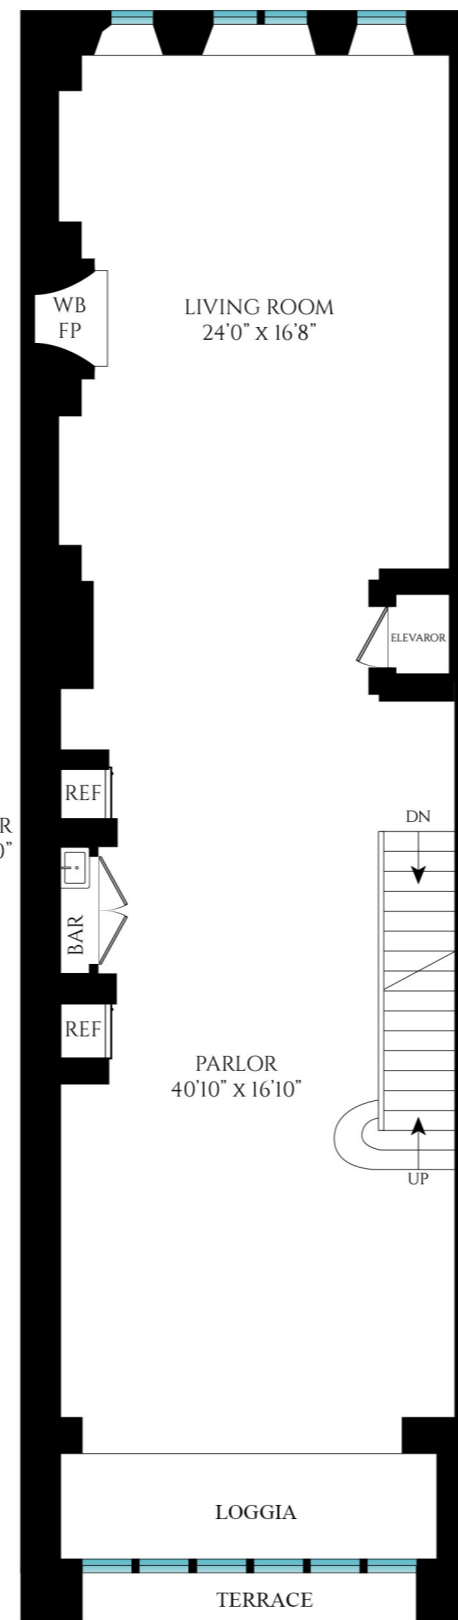 WB
FP
LIVING ROOM
24'0" X 16'8"
ELEVAROR
REF
DN
R
0"
BAR
REF
PARLOR
40'10" X 16'10"
UP
LOGGIA
TERRACE